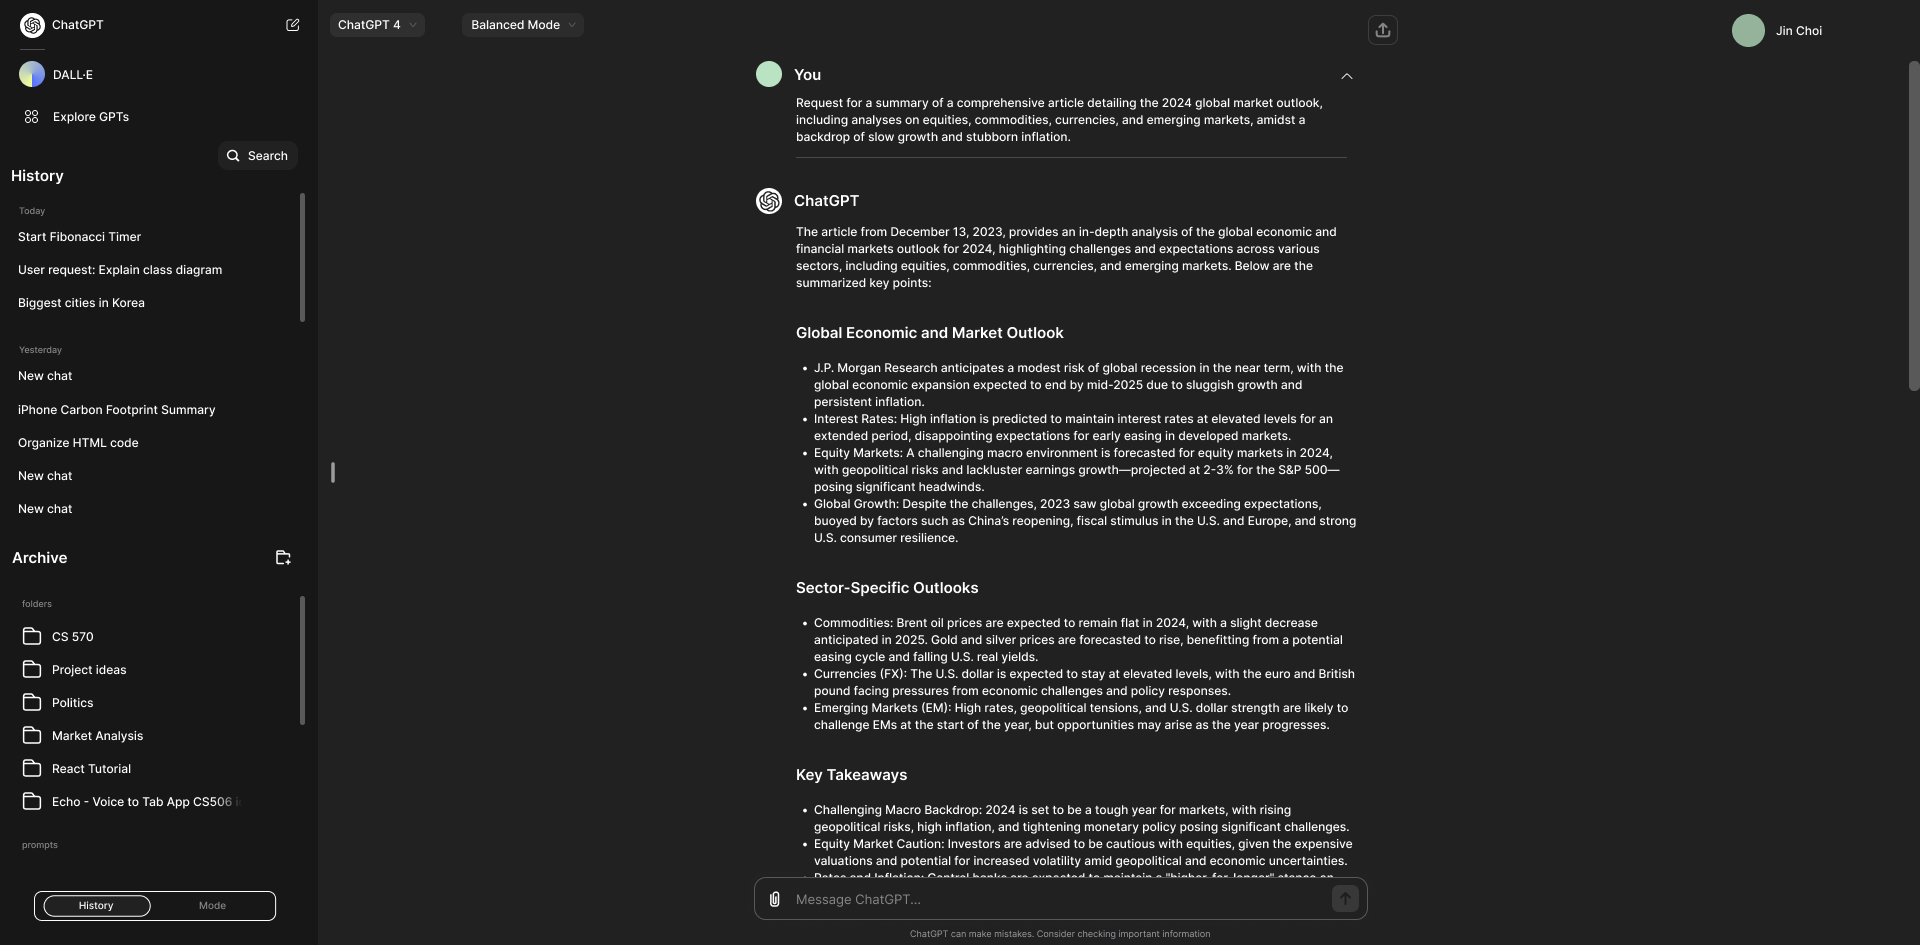 ChatGPT
DALL·E
Explore GPTs
Search
History
Today
Start Fibonacci Timer
User request: Explain class diagram
Biggest cities in Korea
Yesterday
New chat
iPhone Carbon Footprint Summary
Organize HTML code
New chat
New chat
Archive
folders
CS 570
Project ideas
Politics
Market Analysis
React Tutorial
Echo - Voice to Tab App CS506
prompts
History
Mode
ChatGPT 4
Balanced Mode
Jin Choi
You
Request for a summary of a comprehensive article detailing the 2024 global market outlook,
including analyses on equities, commodities, currencies, and emerging markets, amidst a
backdrop of slow growth and stubborn inflation.
ChatGPT
The article from December 13, 2023, provides an in-depth analysis of the global economic and
financial markets outlook for 2024, highlighting challenges and expectations across various
sectors, including equities, commodities, currencies, and emerging markets. Below are the
summarized key points:
Global Economic and Market Outlook
• J.P. Morgan Research anticipates a modest risk of global recession in the near term, with the
global economic expansion expected to end by mid-2025 due to sluggish growth and
persistent inflation.
• Interest Rates: High inflation is predicted to maintain interest rates at elevated levels for an
extended period, disappointing expectations for early easing in developed markets.
• Equity Markets: A challenging macro environment is forecasted for equity markets in 2024,
with geopolitical risks and lackluster earnings growth—projected at 2-3% for the S&P 500—
posing significant headwinds.
• Global Growth: Despite the challenges, 2023 saw global growth exceeding expectations,
buoyed by factors such as China's reopening, fiscal stimulus in the U.S. and Europe, and strong
U.S. consumer resilience.
Sector-Specific Outlooks
• Commodities: Brent oil prices are expected to remain flat in 2024, with a slight decrease
anticipated in 2025. Gold and silver prices are forecasted to rise, benefitting from a potential
easing cycle and falling U.S. real yields.
• Currencies (FX): The U.S. dollar is expected to stay at elevated levels, with the euro and British
pound facing pressures from economic challenges and policy responses.
• Emerging Markets (EM): High rates, geopolitical tensions, and U.S. dollar strength are likely to
challenge EMs at the start of the year, but opportunities may arise as the year progresses.
Key Takeaways
• Challenging Macro Backdrop: 2024 is set to be a tough year for markets, with rising
geopolitical risks, high inflation, and tightening monetary policy posing significant challenges.
• Equity Market Caution: Investors are advised to be cautious with equities, given the expensive
valuations and potential for increased volatility amid geopolitical and economic uncertainties.
• Rates and Inflation: Central banks are expected to maintain a "higher-for-longer" stance on
Message ChatGPT...
ChatGPT can make mistakes. Consider checking important information